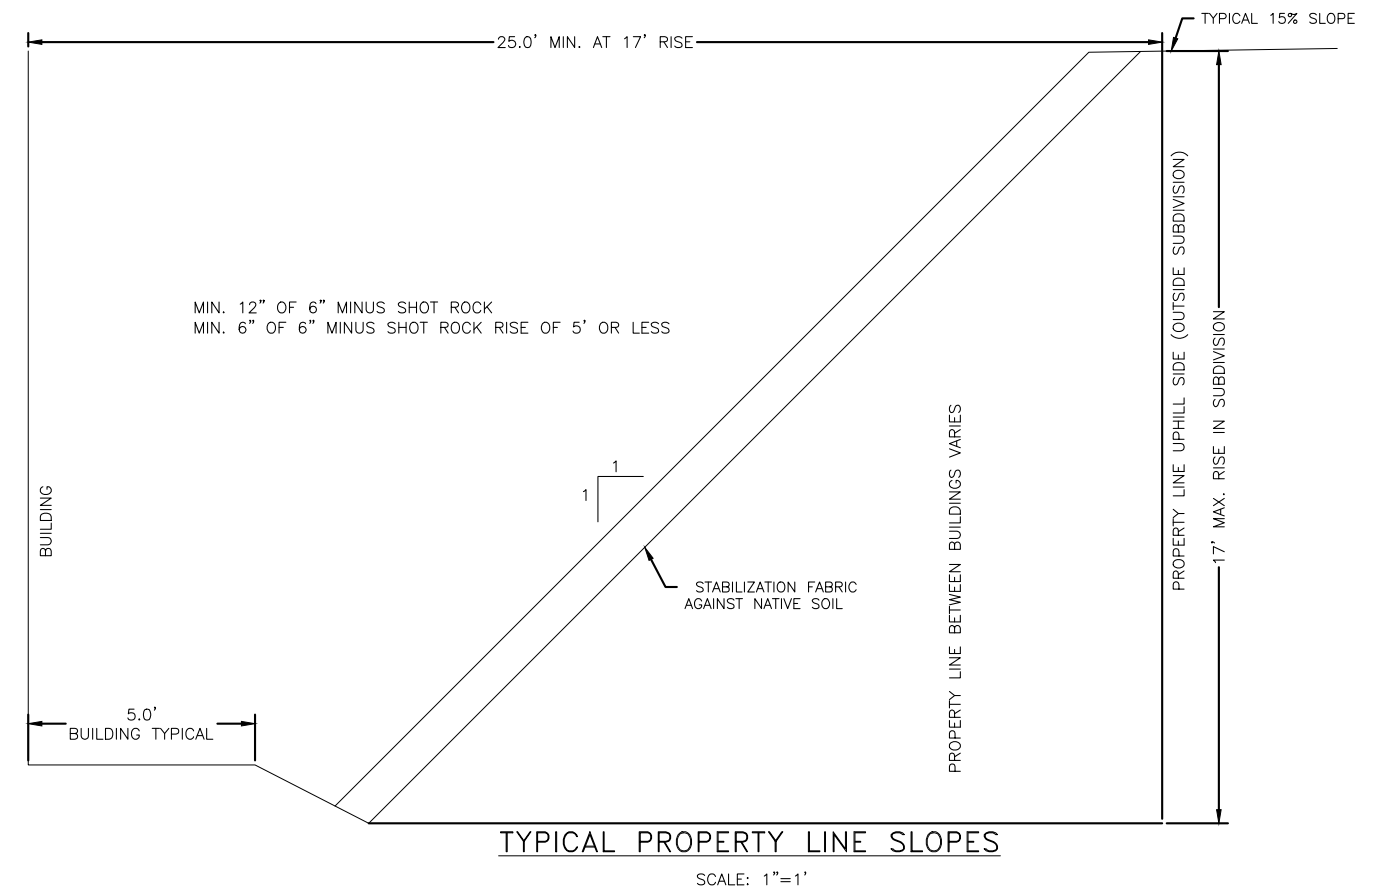 TYPICAL 15% SLOPE
25.0' MIN. AT 17' RISE
MIN. 12" OF 6" MINUS SHOT ROCK
MIN. 6" OF 6" MINUS SHOT ROCK RISE OF 5' OR LESS
PROPERTY LINE UPHILL SIDE (OUTSIDE SUBDIVISION)
17' MAX. RISE IN SUBDIVISION
PROPERTY LINE BETWEEN BUILDINGS VARIES
1
1
BUILDING
STABILIZATION FABRIC
AGAINST NATIVE SOIL
5.0'
BUILDING TYPICAL
TYPICAL PROPERTY LINE SLOPES
SCALE: 1"=1'